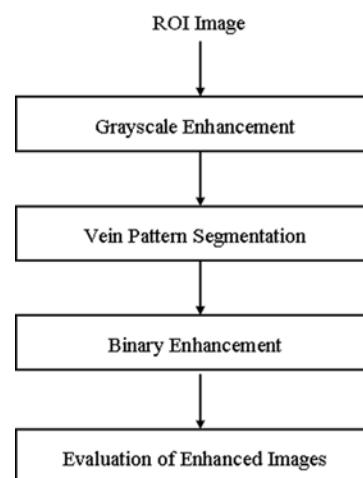 ROI Image
Grayscale Enhancement
Vein Pattern Segmentation
Binary Enhancement
Evaluation of Enhanced Images